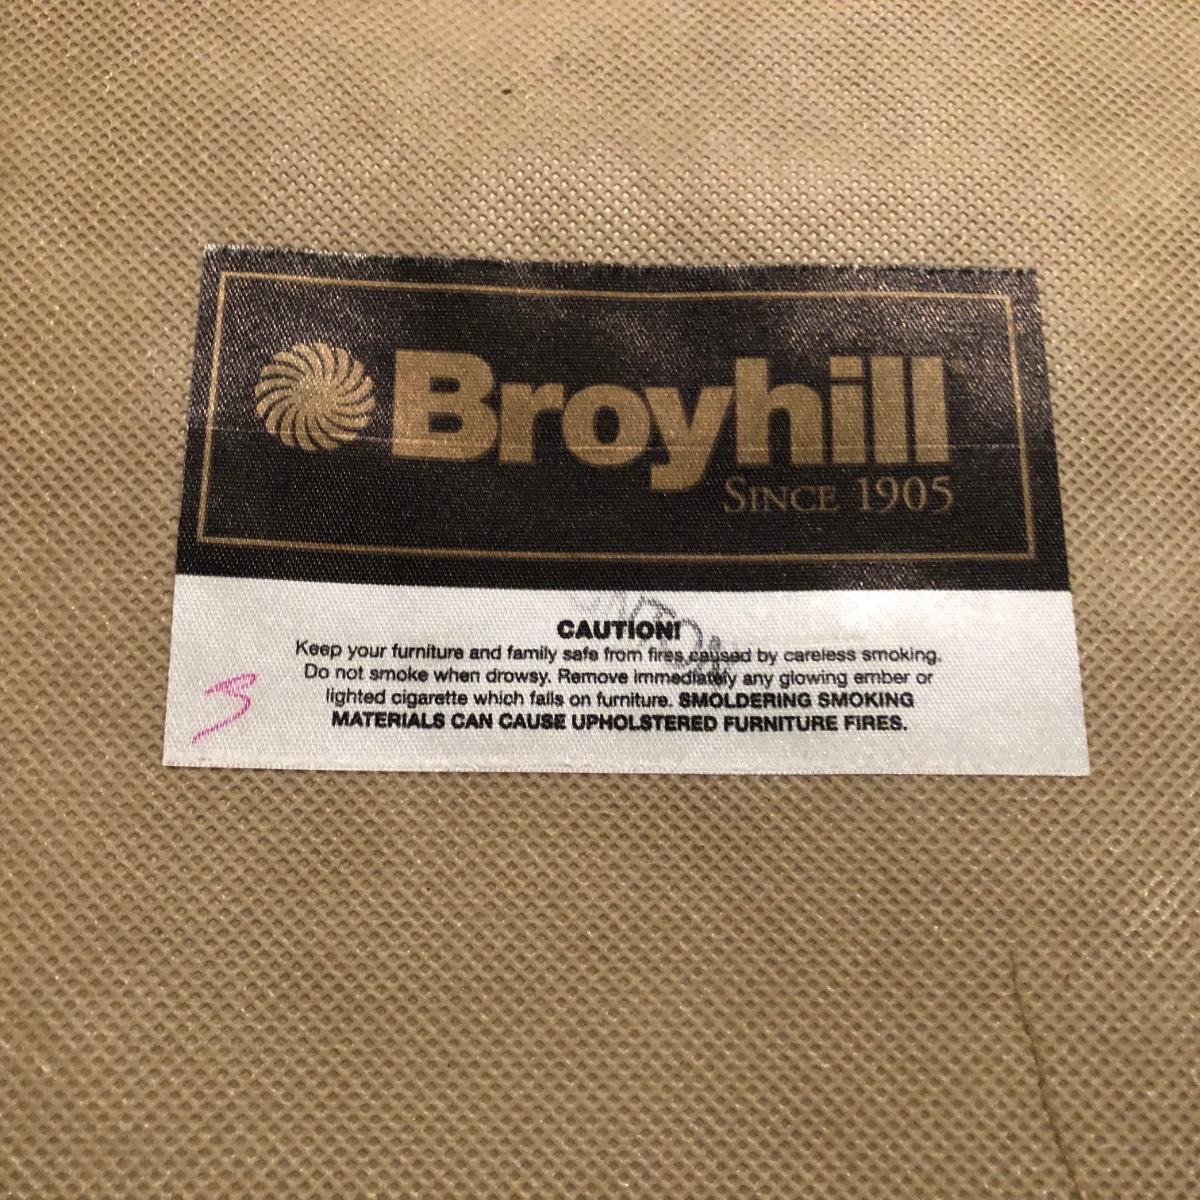 Broyhill
SINCE 1905
CAUTION!
Keep your furniture and family safe from fires caused by careless smoking.
Do not smoke when drowsy. Remove immediately any glowing ember or
lighted cigarette which falls on furniture. SMOLDERING SMOKING
MATERIALS CAN CAUSE UPHOLSTERED FURNITURE FIRES.
3